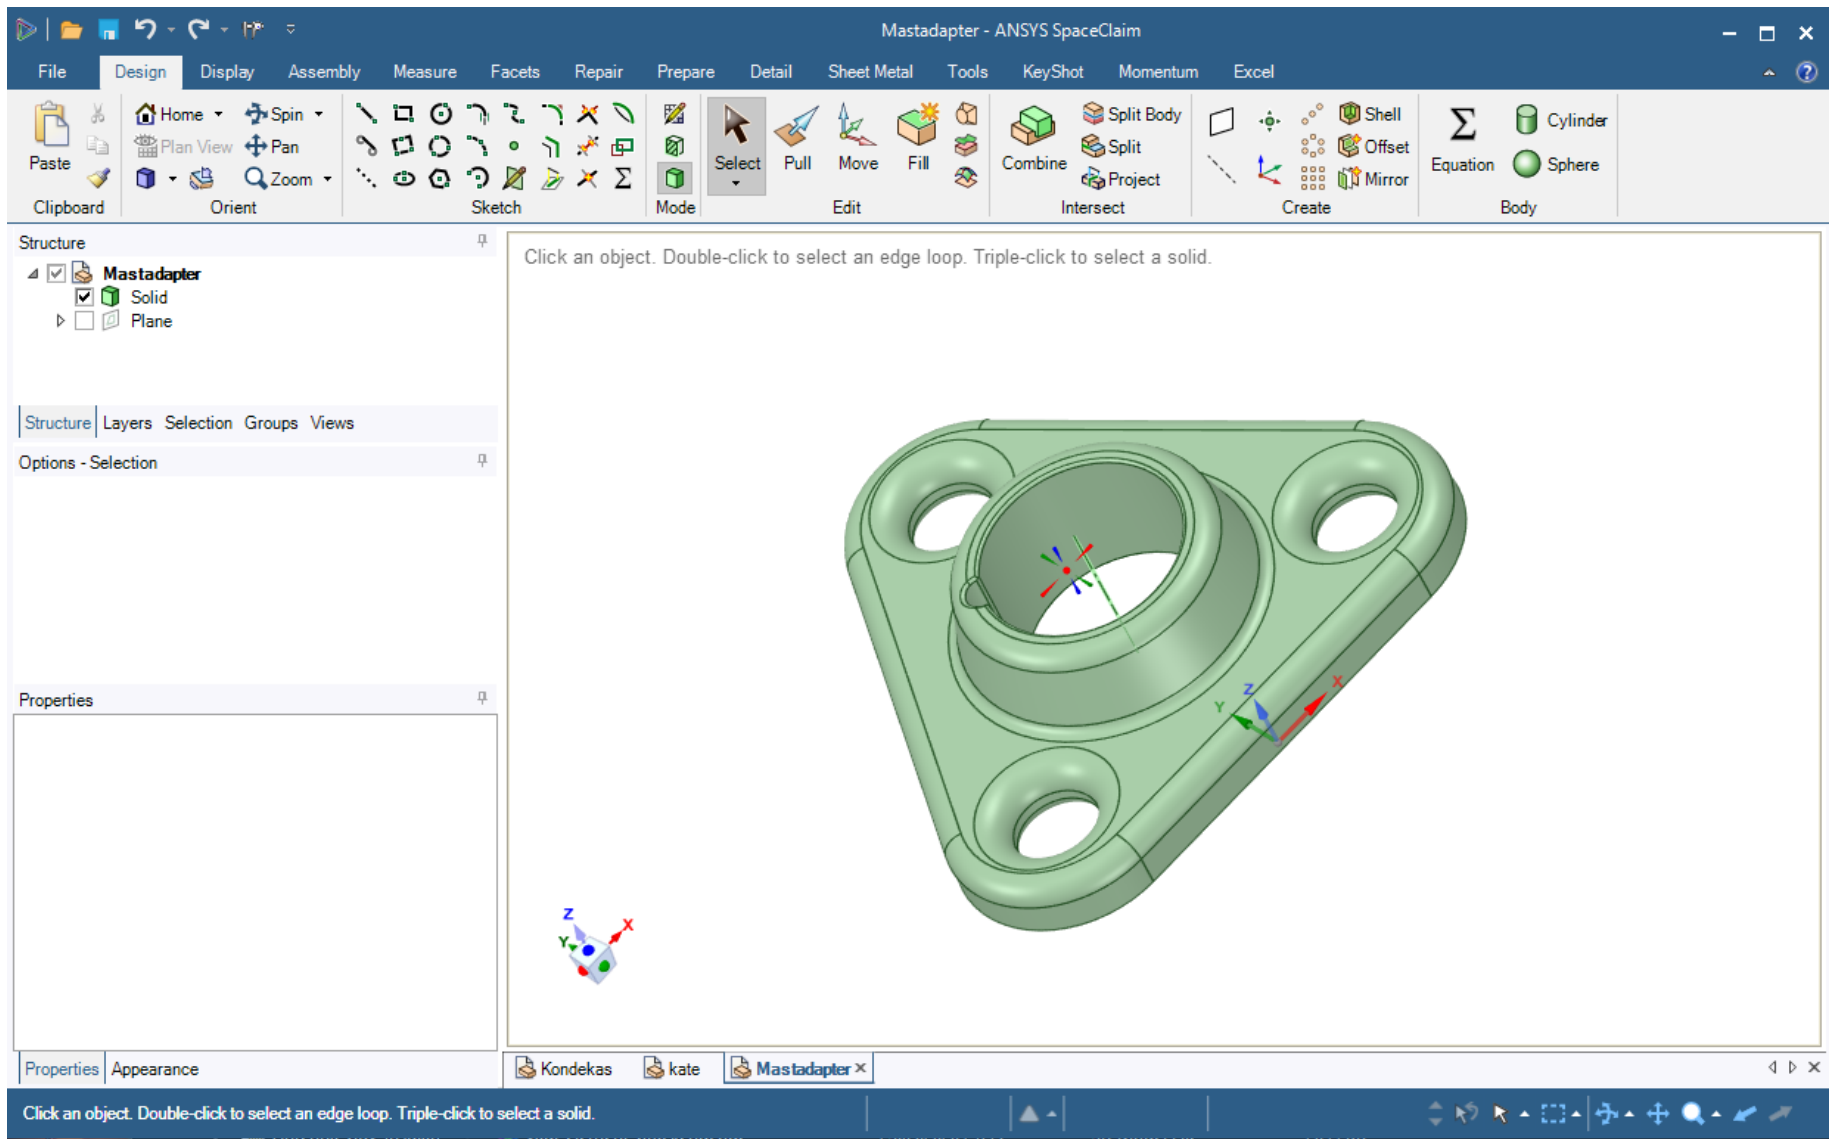 Mastadapter - ANSYS SpaceClaim
File Design Display Assembly Measure Facets Repair Prepare Detail Sheet Metal Tools KeyShot Momentum Excel
Paste
Clipboard
Home Spin
Plan View Pan
Zoom
Orient
Sketch
Mode
Select Pull Move Fill
Edit
Combine
Split Body
Split
Project
Intersect
Shell
Offset
Mirror
Create
Equation
Cylinder
Sphere
Body
Structure
Mastadapter
Solid
Plane
Structure Layers Selection Groups Views
Options - Selection
Properties
Properties Appearance
Click an object. Double-click to select an edge loop. Triple-click to select a solid.
Z
X
Y
Z
X
Y
Kondekas kate Mastadapter
Click an object. Double-click to select an edge loop. Triple-click to select a solid.